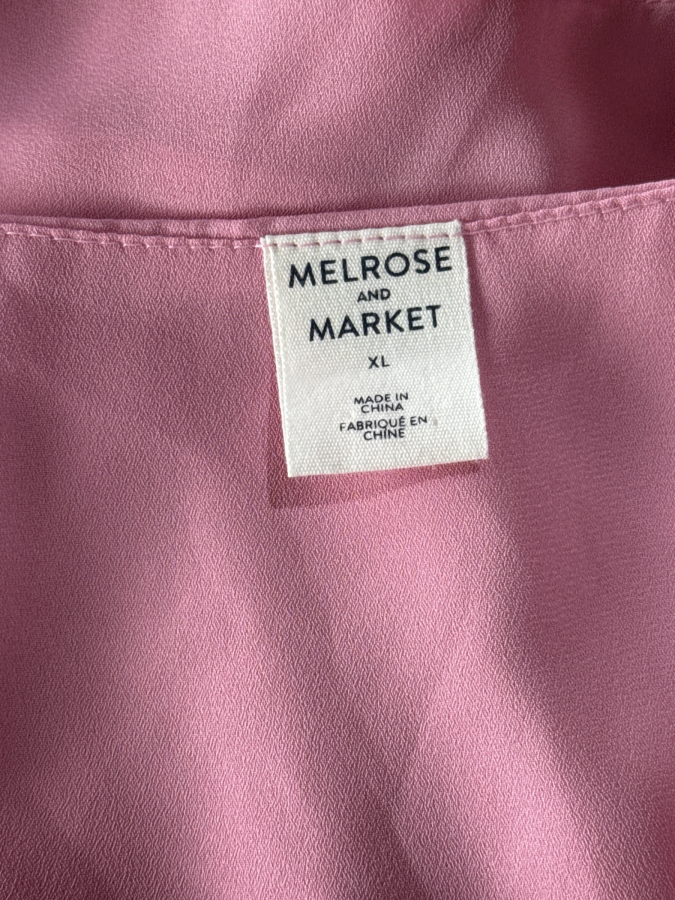 MELROSE
AND
MARKET
XL
MADE IN
CHINA
FABRIQUÉ EN
CHINE